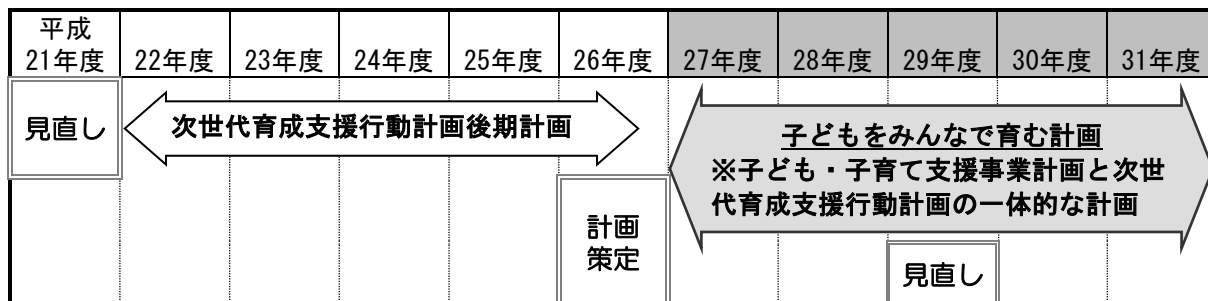 平成
21年度 22年度 23年度 24年度 25年度 26年度 27年度 28年度 29年度 30年度 31年度
見直し
次世代育成支援行動計画後期計画
子どもをみんなで育む計画
※子ども・子育て支援事業計画と次世
代育成支援行動計画の一体的な計画
計画
策定
見直し